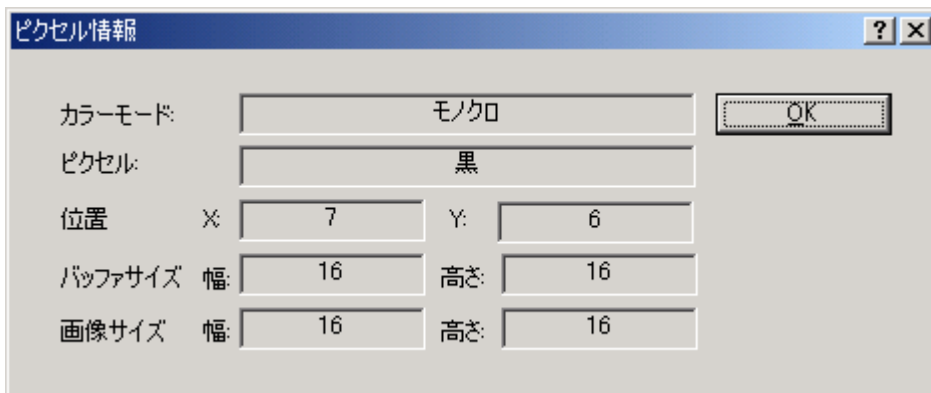 ピクセル情報
カラーモード: モノクロ OK
ピクセル: 黒
位置 X: 7 Y: 6
バッファサイズ 幅: 16 高さ: 16
画像サイズ 幅: 16 高さ: 16